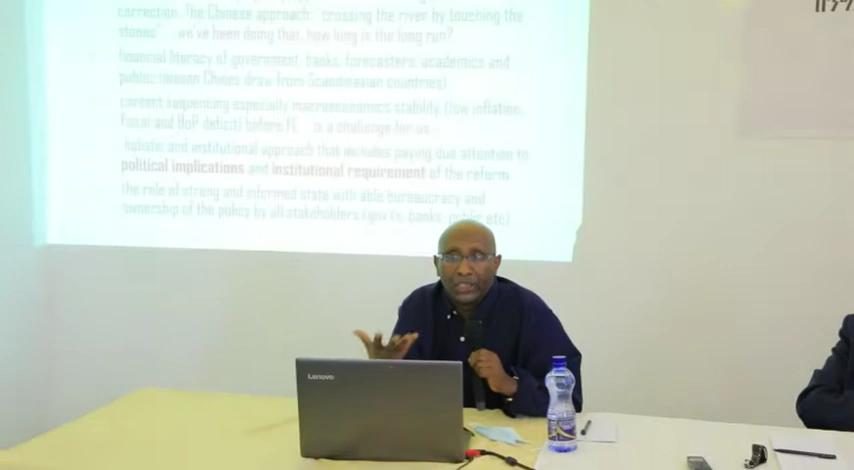 correction. The Chinese approach: "crossing the river by touching the
stones" we've been doing that, how long is the long run?
financial literacy of government, banks, forecasters, academics and
public (lesson Chines draw from Scandinavian countries)
correct sequencing especially macroeconomics stability, (low inflation,
fiscal and BoP deficit) before FL is a challenge for us
holistic and institutional approach that includes paying due attention to
political implications and institutional requirement of the reform
the role of strong and informed state with able bureaucracy and
ownership of the policy by all stakeholders (gov't, banks, public etc)
Lenovo